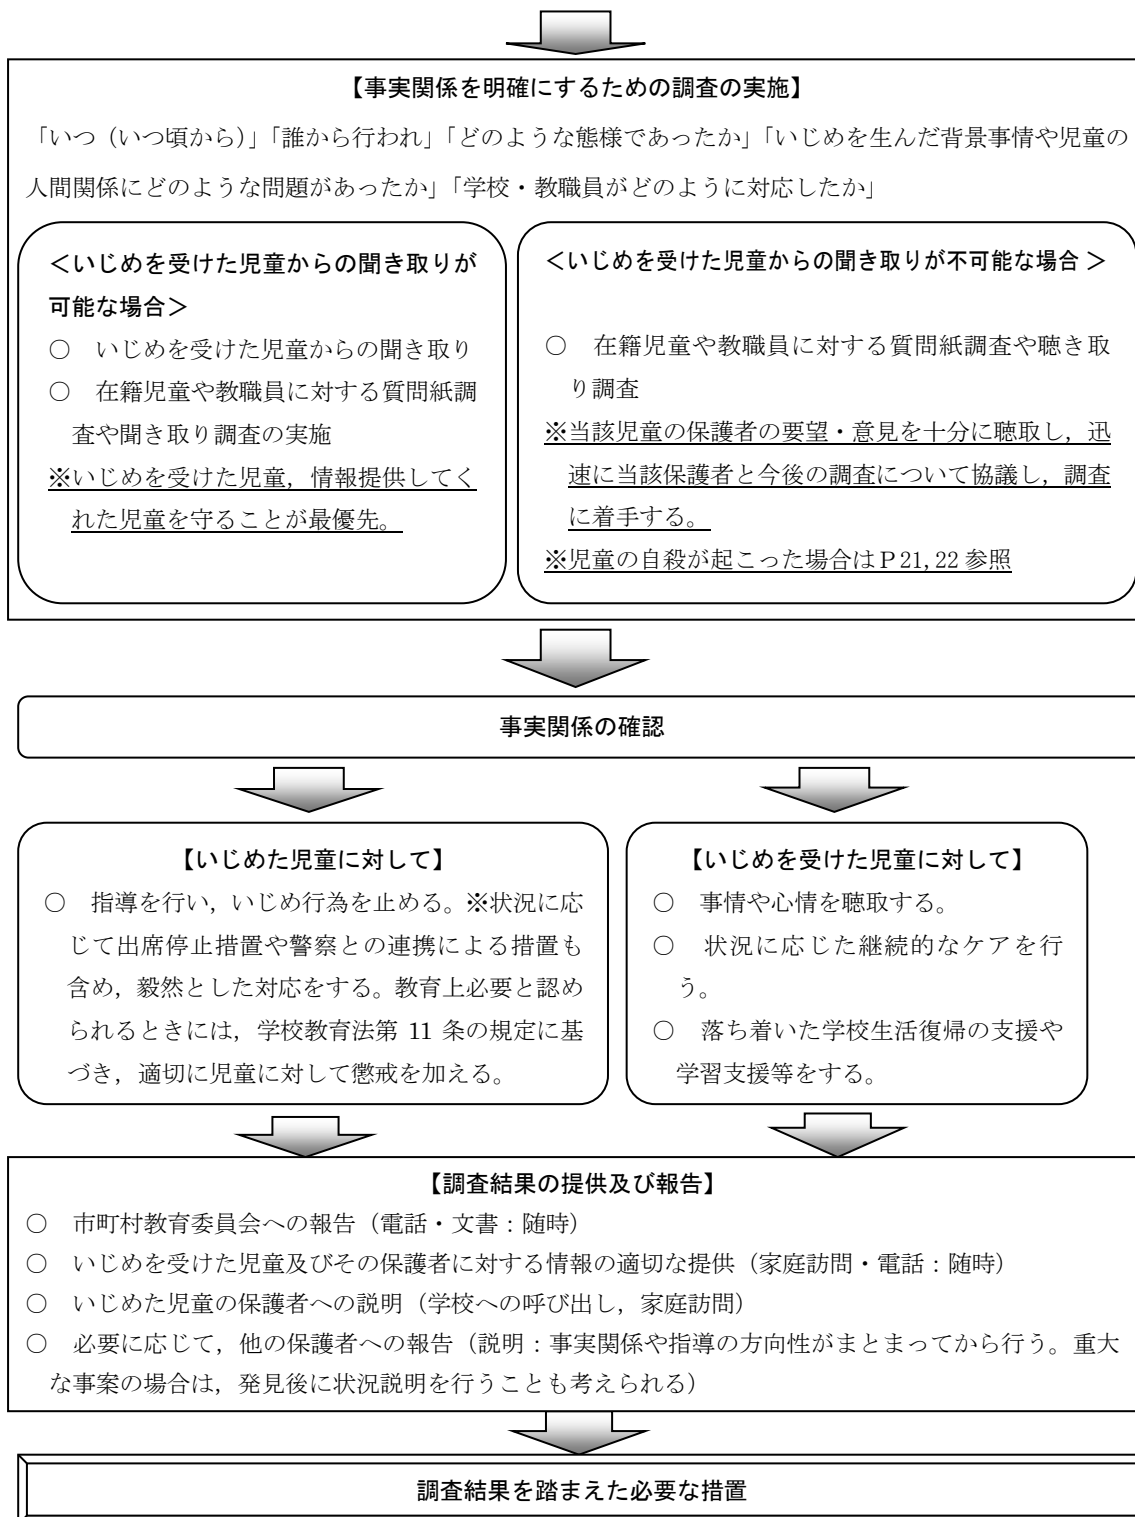 【事実関係を明確にするための調査の実施】
「いつ（いつ頃から）」「誰から行われ」「どのような態様であったか」「いじめを生んだ背景事情や児童の
人間関係にどのような問題があったか」「学校・教職員がどのように対応したか」
＜いじめを受けた児童からの聞き取りが
可能な場合＞
○　いじめを受けた児童からの聞き取り
○　在籍児童や教職員に対する質問紙調
査や聞き取り調査の実施
※いじめを受けた児童，情報提供してく
れた児童を守ることが最優先。
＜いじめを受けた児童からの聞き取りが不可能な場合＞
○　在籍児童や教職員に対する質問紙調査や聴き取
り調査
※当該児童の保護者の要望・意見を十分に聴取し，迅
速に当該保護者と今後の調査について協議し，調査
に着手する。
※児童の自殺が起こった場合はＰ21,22 参照
事実関係の確認
【いじめた児童に対して】
○　指導を行い，いじめ行為を止める。※状況に応
じて出席停止措置や警察との連携による措置も
含め，毅然とした対応をする。教育上必要と認め
られるときには，学校教育法第 11 条の規定に基
づき，適切に児童に対して懲戒を加える。
【いじめを受けた児童に対して】
○　事情や心情を聴取する。
○　状況に応じた継続的なケアを行
う。
○　落ち着いた学校生活復帰の支援や
学習支援等をする。
【調査結果の提供及び報告】
○　市町村教育委員会への報告（電話・文書：随時）
○　いじめを受けた児童及びその保護者に対する情報の適切な提供（家庭訪問・電話：随時）
○　いじめた児童の保護者への説明（学校への呼び出し，家庭訪問）
○　必要に応じて，他の保護者への報告（説明：事実関係や指導の方向性がまとまってから行う。重大
な事案の場合は，発見後に状況説明を行うことも考えられる）
調査結果を踏まえた必要な措置